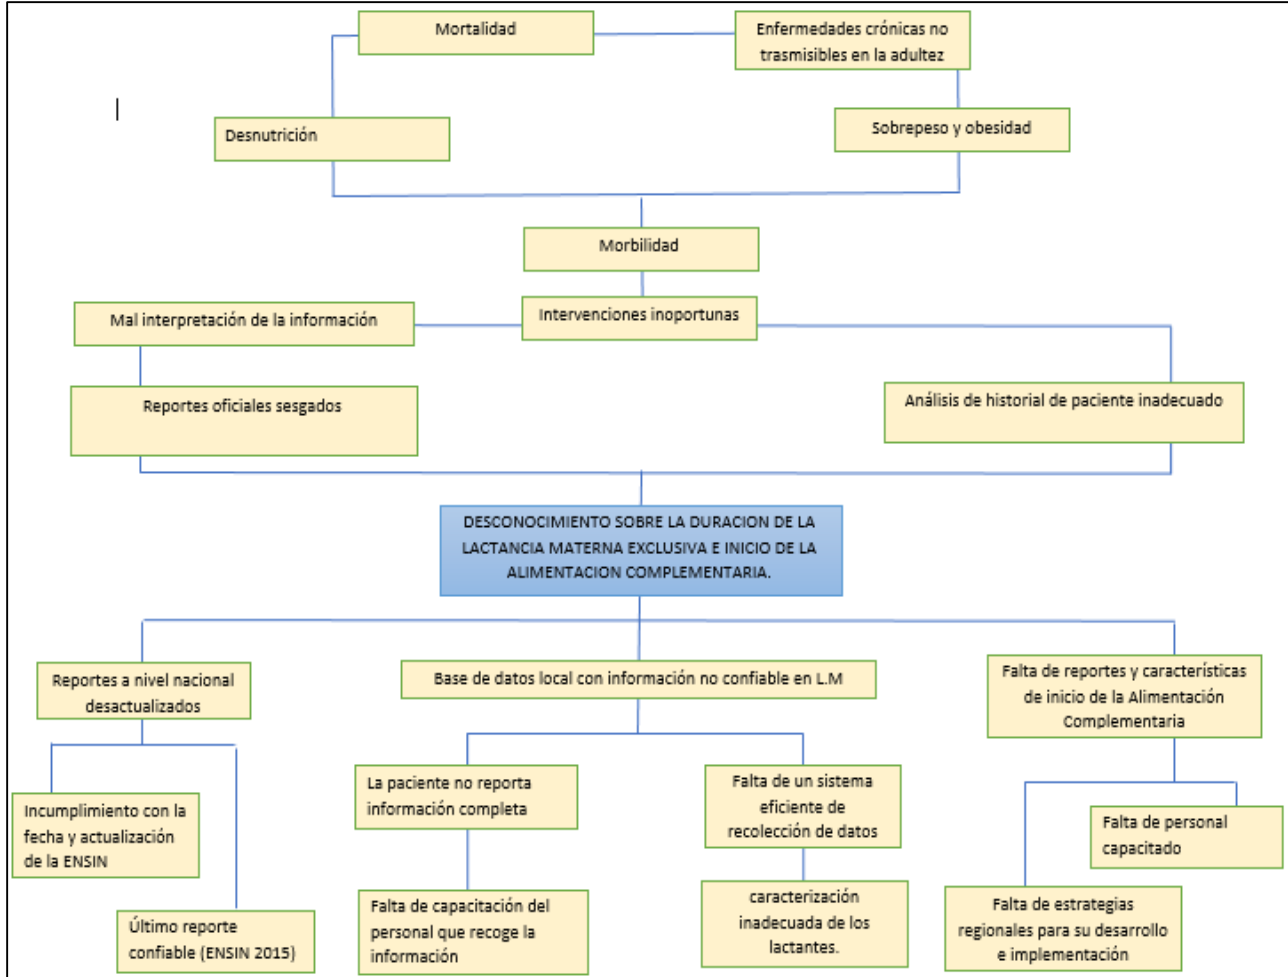 Mortalidad
Enfermedades crónicas no
trasmisibles en la adultez
Desnutrición
Sobrepeso y obesidad
Morbilidad
Mal interpretación de la información
Intervenciones inoportunas
Reportes oficiales sesgados
Análisis de historial de paciente inadecuado
DESCONOCIMIENTO SOBRE LA DURACION DE LA
LACTANCIA MATERNA EXCLUSIVA E INICIO DE LA
ALIMENTACION COMPLEMENTARIA.
Reportes a nivel nacional
desactualizados
Base de datos local con información no confiable en L.M
Falta de reportes y características
de inicio de la Alimentación
Complementaria
Incumplimiento con la
fecha y actualización
de la ENSIN
La paciente no reporta
información completa
Falta de un sistema
eficiente de
recolección de datos
Falta de personal
capacitado
Último reporte
confiable (ENSIN 2015)
Falta de capacitación del
personal que recoge la
información
caracterización
inadecuada de los
lactantes.
Falta de estrategias
regionales para su desarrollo
e implementación